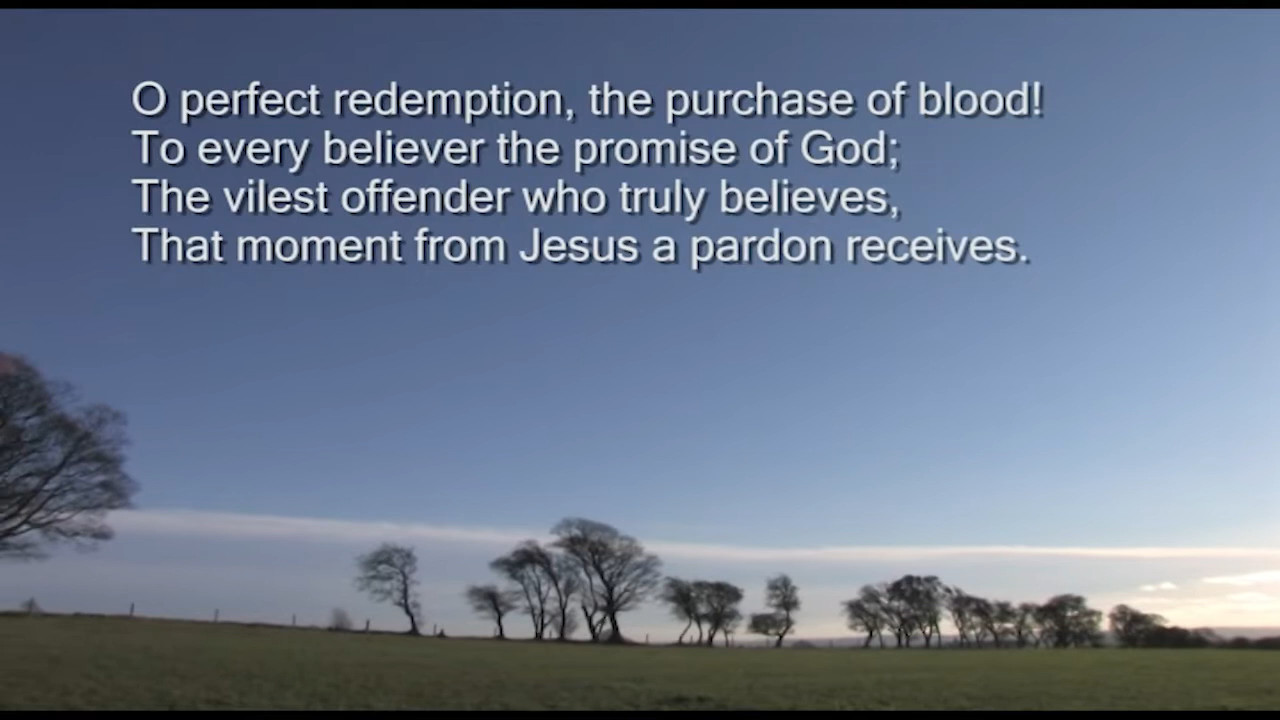 O perfect redemption, the purchase of blood!
To every believer the promise of God;
The vilest offender who truly believes,
That moment from Jesus a pardon receives.